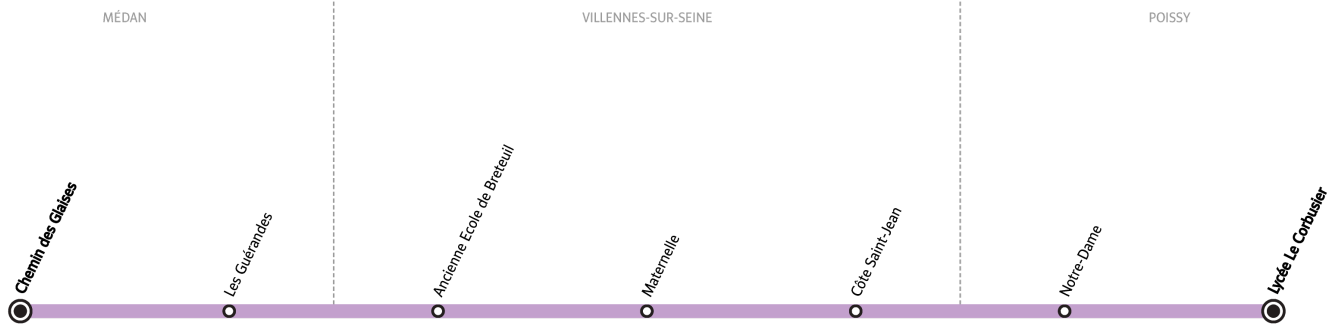 MÉDAN
VILLENNES-SUR-SEINE
POISSY
Chemin des Glaises
Les Guérandes
Ancienne Ecole de Breteuil
Maternelle
Côte Saint-Jean
Notre-Dame
Lycée Le Corbusier